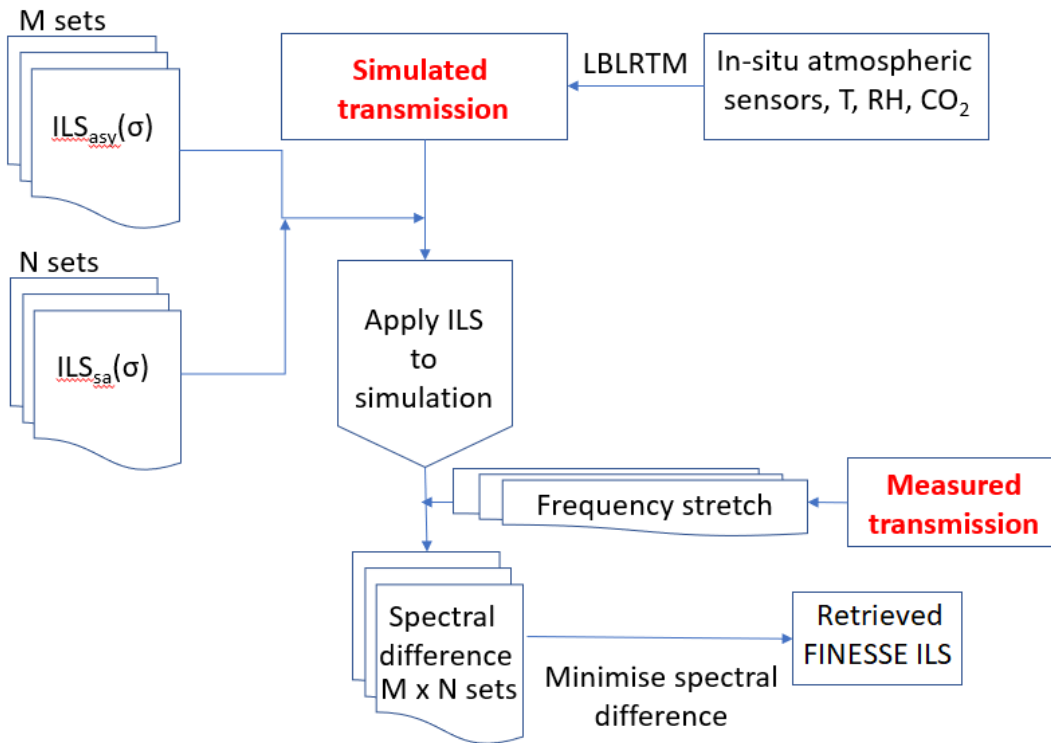 M sets
ILSasy(σ)
N sets
ILSsa(σ)
Simulated
transmission
LBLRTM
In-situ atmospheric
sensors, T, RH, CO₂
Apply ILS
to
simulation
Frequency stretch
Measured
transmission
Spectral
difference
M x N sets
Minimise spectral
difference
Retrieved
FINESSE ILS